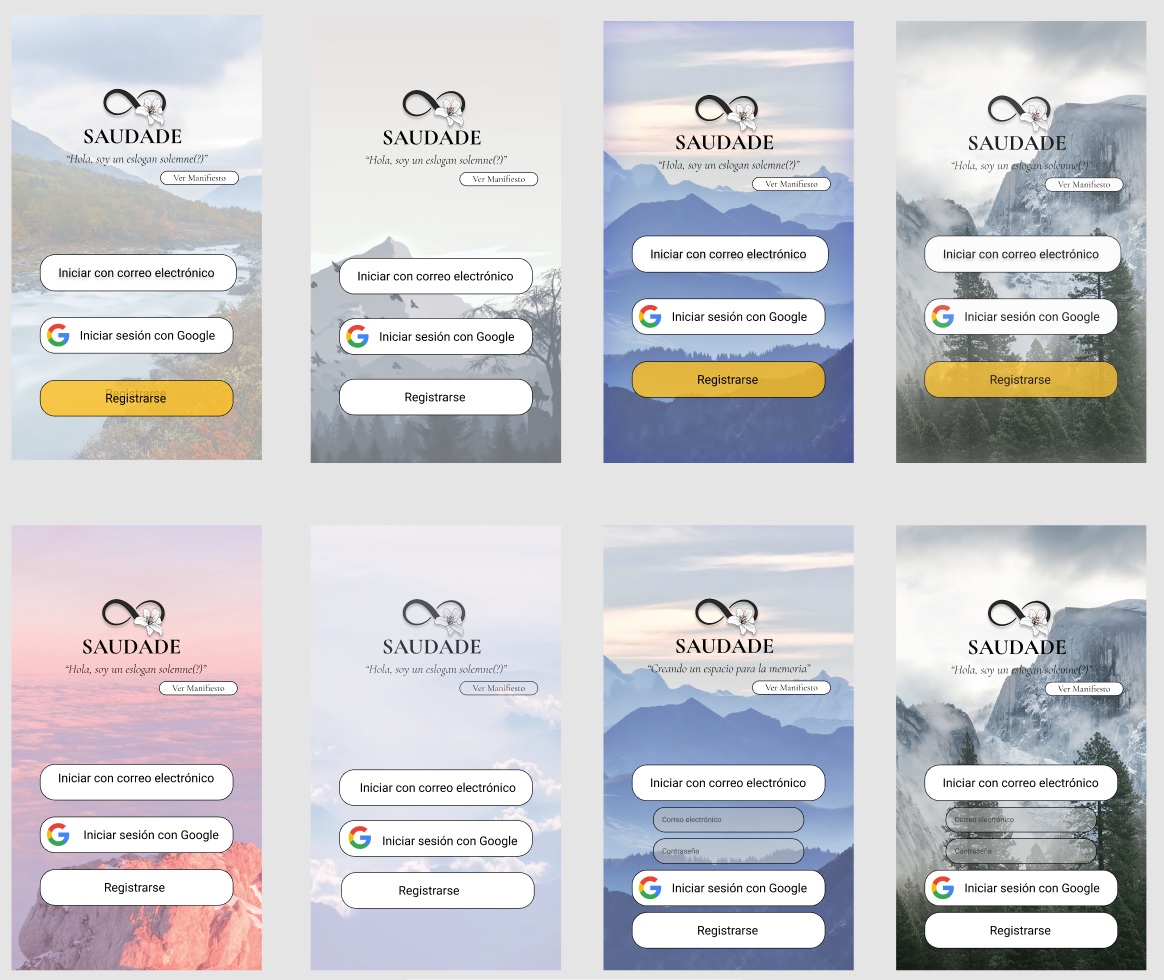 SAUDADE
“Hola, soy un eslogan solemne(?)”
Ver Manifiesto
Iniciar con correo electrónico
Iniciar sesión con Google
Registrarse
SAUDADE
“Hola, soy un eslogan solemne(?)”
Ver Manifiesto
Iniciar con correo electrónico
Iniciar sesión con Google
Registrarse
SAUDADE
“Hola, soy un eslogan solemne(?)”
Ver Manifiesto
Iniciar con correo electrónico
Iniciar sesión con Google
Registrarse
SAUDADE
“Hola, soy un eslogan solemne(?)”
Ver Manifiesto
Iniciar con correo electrónico
Iniciar sesión con Google
Registrarse
SAUDADE
“Hola, soy un eslogan solemne(?)”
Ver Manifiesto
Iniciar con correo electrónico
Iniciar sesión con Google
Registrarse
SAUDADE
“Hola, soy un eslogan solemne(?)”
Ver Manifiesto
Iniciar con correo electrónico
Iniciar sesión con Google
Registrarse
SAUDADE
“Creando un espacio para la memoria”
Ver Manifiesto
Iniciar con correo electrónico
Correo electrónico
Contraseña
Iniciar sesión con Google
Registrarse
SAUDADE
“Hola, soy un eslogan solemne(?)”
Ver Manifiesto
Iniciar con correo electrónico
Correo electrónico
Contraseña
Iniciar sesión con Google
Registrarse